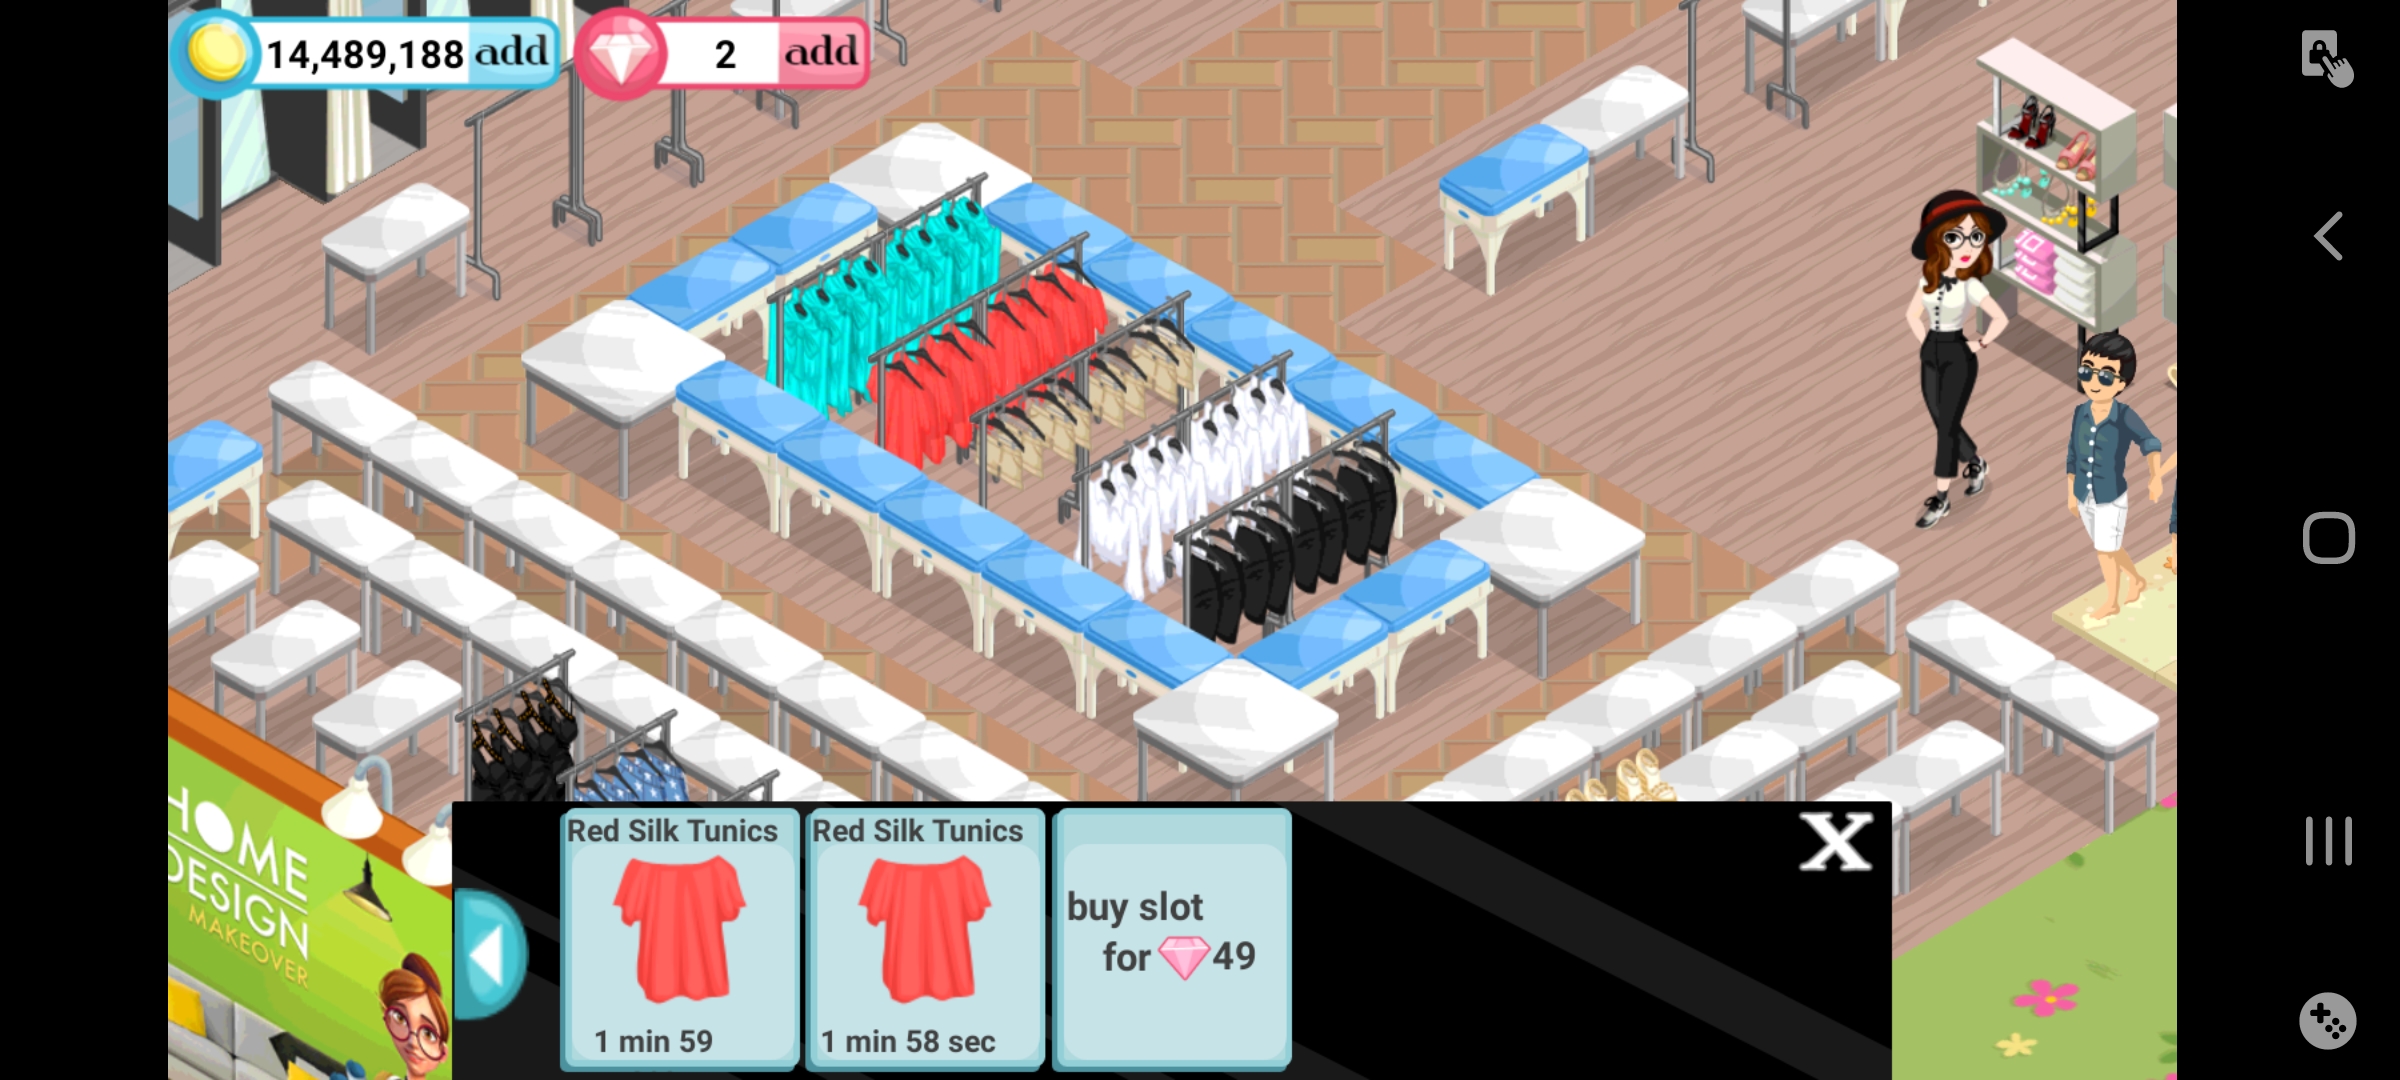 14,489,188 add
2 add
HOME
DESIGN
MAKEOVER
Red Silk Tunics
1 min 59
Red Silk Tunics
1 min 58 sec
buy slot
for 49
X